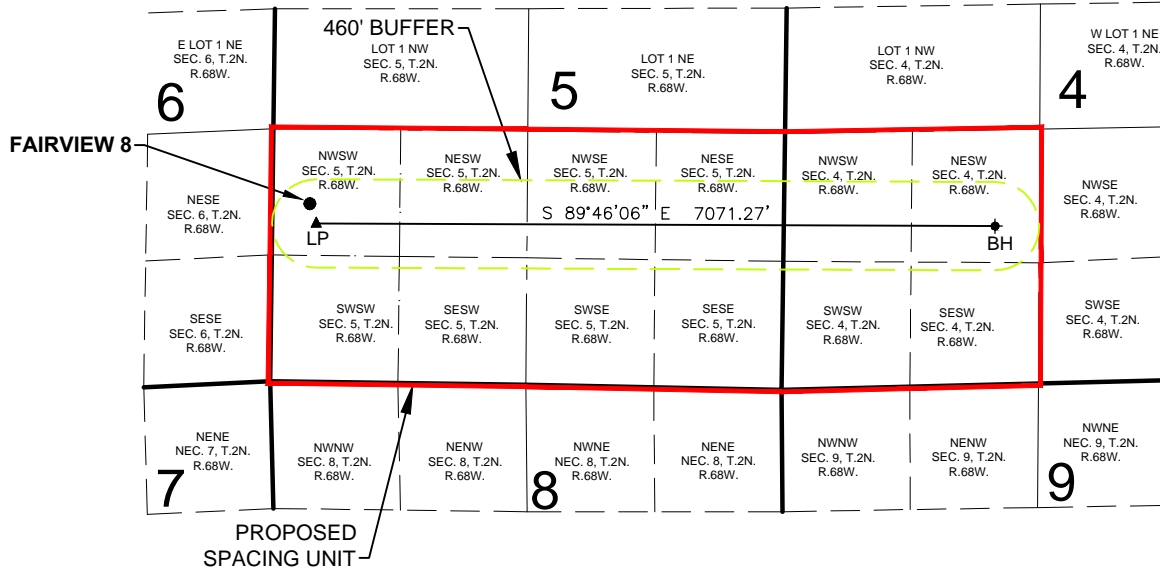 460' BUFFER
E LOT 1 NE
SEC. 6, T.2N.
R.68W.
LOT 1 NW
SEC. 5, T.2N.
R.68W.
LOT 1 NE
SEC. 5, T.2N.
R.68W.
LOT 1 NW
SEC. 4, T.2N.
R.68W.
W LOT 1 NE
SEC. 4, T.2N.
R.68W.
6
5
4
FAIRVIEW 8
NESE
SEC. 6, T.2N.
R.68W.
NWSW
SEC. 5, T.2N.
R.68W.
NESW
SEC. 5, T.2N.
R.68W.
NWSE
SEC. 5, T.2N.
R.68W.
NESE
SEC. 5, T.2N.
R.68W.
NWSW
SEC. 4, T.2N.
R.68W.
NESW
SEC. 4, T.2N.
R.68W.
NWSE
SEC. 4, T.2N.
R.68W.
S 89°46'06" E 7071.27'
LP
BH
SESE
SEC. 6, T.2N.
R.68W.
SWSW
SEC. 5, T.2N.
R.68W.
SESW
SEC. 5, T.2N.
R.68W.
SWSE
SEC. 5, T.2N.
R.68W.
SESE
SEC. 5, T.2N.
R.68W.
SWSW
SEC. 4, T.2N.
R.68W.
SESW
SEC. 4, T.2N.
R.68W.
SWSE
SEC. 4, T.2N.
R.68W.
NENE
NEC. 7, T.2N.
R.68W.
NWNW
SEC. 8, T.2N.
R.68W.
NENW
SEC. 8, T.2N.
R.68W.
NWNE
NEC. 8, T.2N.
R.68W.
NENE
NEC. 8, T.2N.
R.68W.
NWNW
SEC. 9, T.2N.
R.68W.
NENW
SEC. 9, T.2N.
R.68W.
NWNE
NEC. 9, T.2N.
R.68W.
7
8
9
PROPOSED
SPACING UNIT